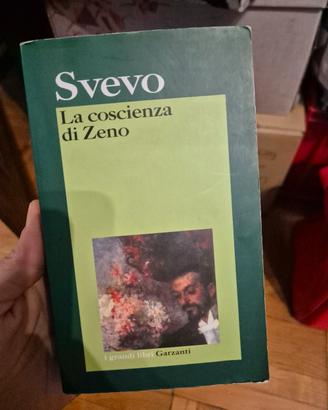 Svevo
La coscienza
di Zeno
i grandi libri Garzanti